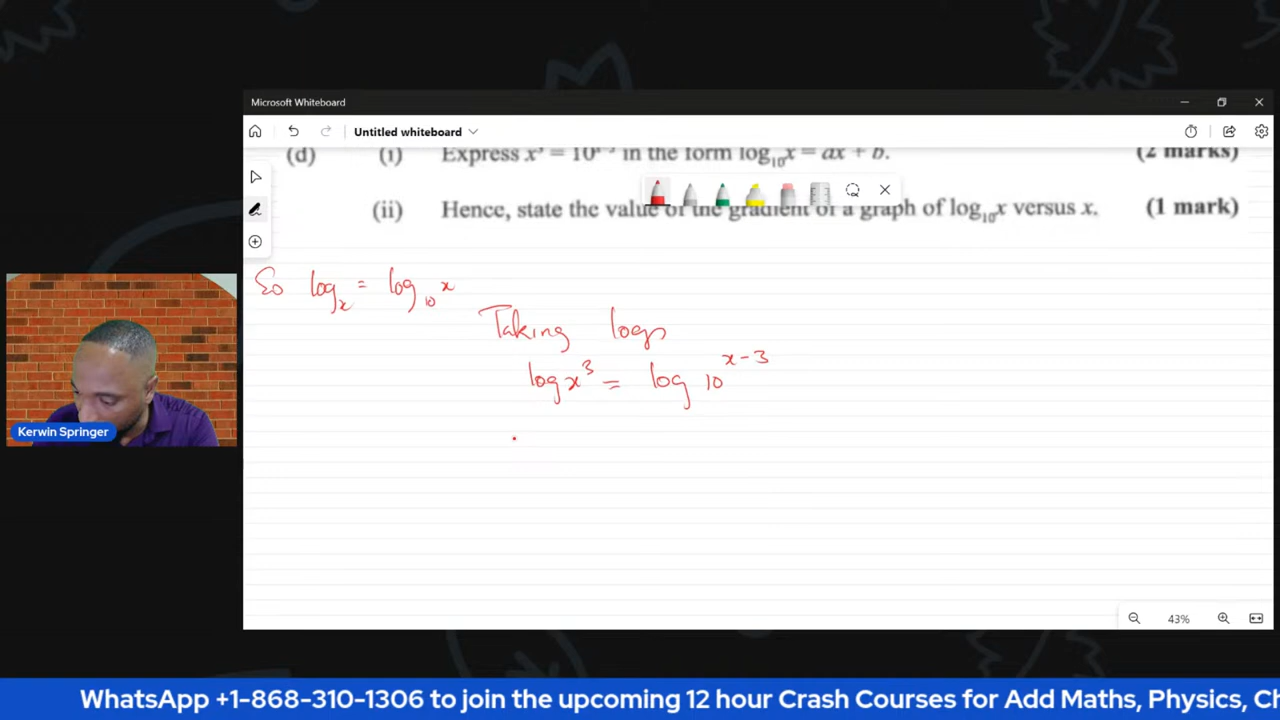 Microsoft Whiteboard
Untitled whiteboard
(d) (i) Express x³ = 10ˣ⁻³ in the form log₁₀x = ax + b. (2 marks)
(ii) Hence, state the value of the gradient of a graph of log₁₀x versus x. (1 mark)
So log x = log₁₀ x
Taking logs
log x³ = log 10ˣ⁻³
Kerwin Springer
43%
WhatsApp +1-868-310-1306 to join the upcoming 12 hour Crash Courses for Add Maths, Physics,